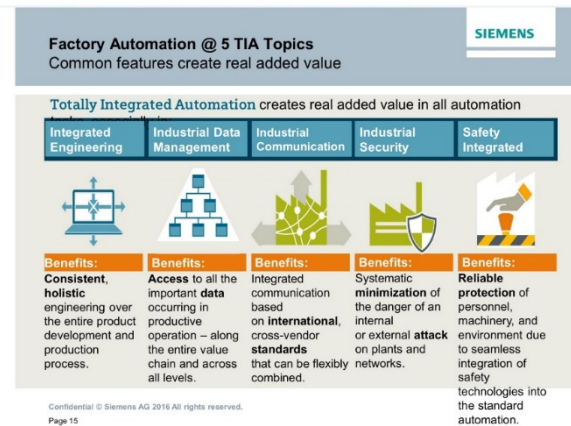 SIEMENS
Factory Automation @ 5 TIA Topics
Common features create real added value
Totally Integrated Automation creates real added value in all automation
Integrated
Engineering
Industrial Data
Management
Industrial
Communication
Industrial
Security
Safety
Integrated
Benefits:
Consistent,
holistic
engineering over
the entire product
development and
production
process.
Benefits:
Access to all the
important data
occurring in
productive
operation – along
the entire value
chain and across
all levels.
Benefits:
Integrated
communication
based
on international,
cross-vendor
standards
that can be flexibly
combined.
Benefits:
Systematic
minimization of
the danger of an
internal
or external attack
on plants and
networks.
Benefits:
Reliable
protection of
personnel,
machinery, and
environment due
to seamless
integration of
safety
technologies into
the standard
automation.
Confidential © Siemens AG 2016 All rights reserved.
Page 15